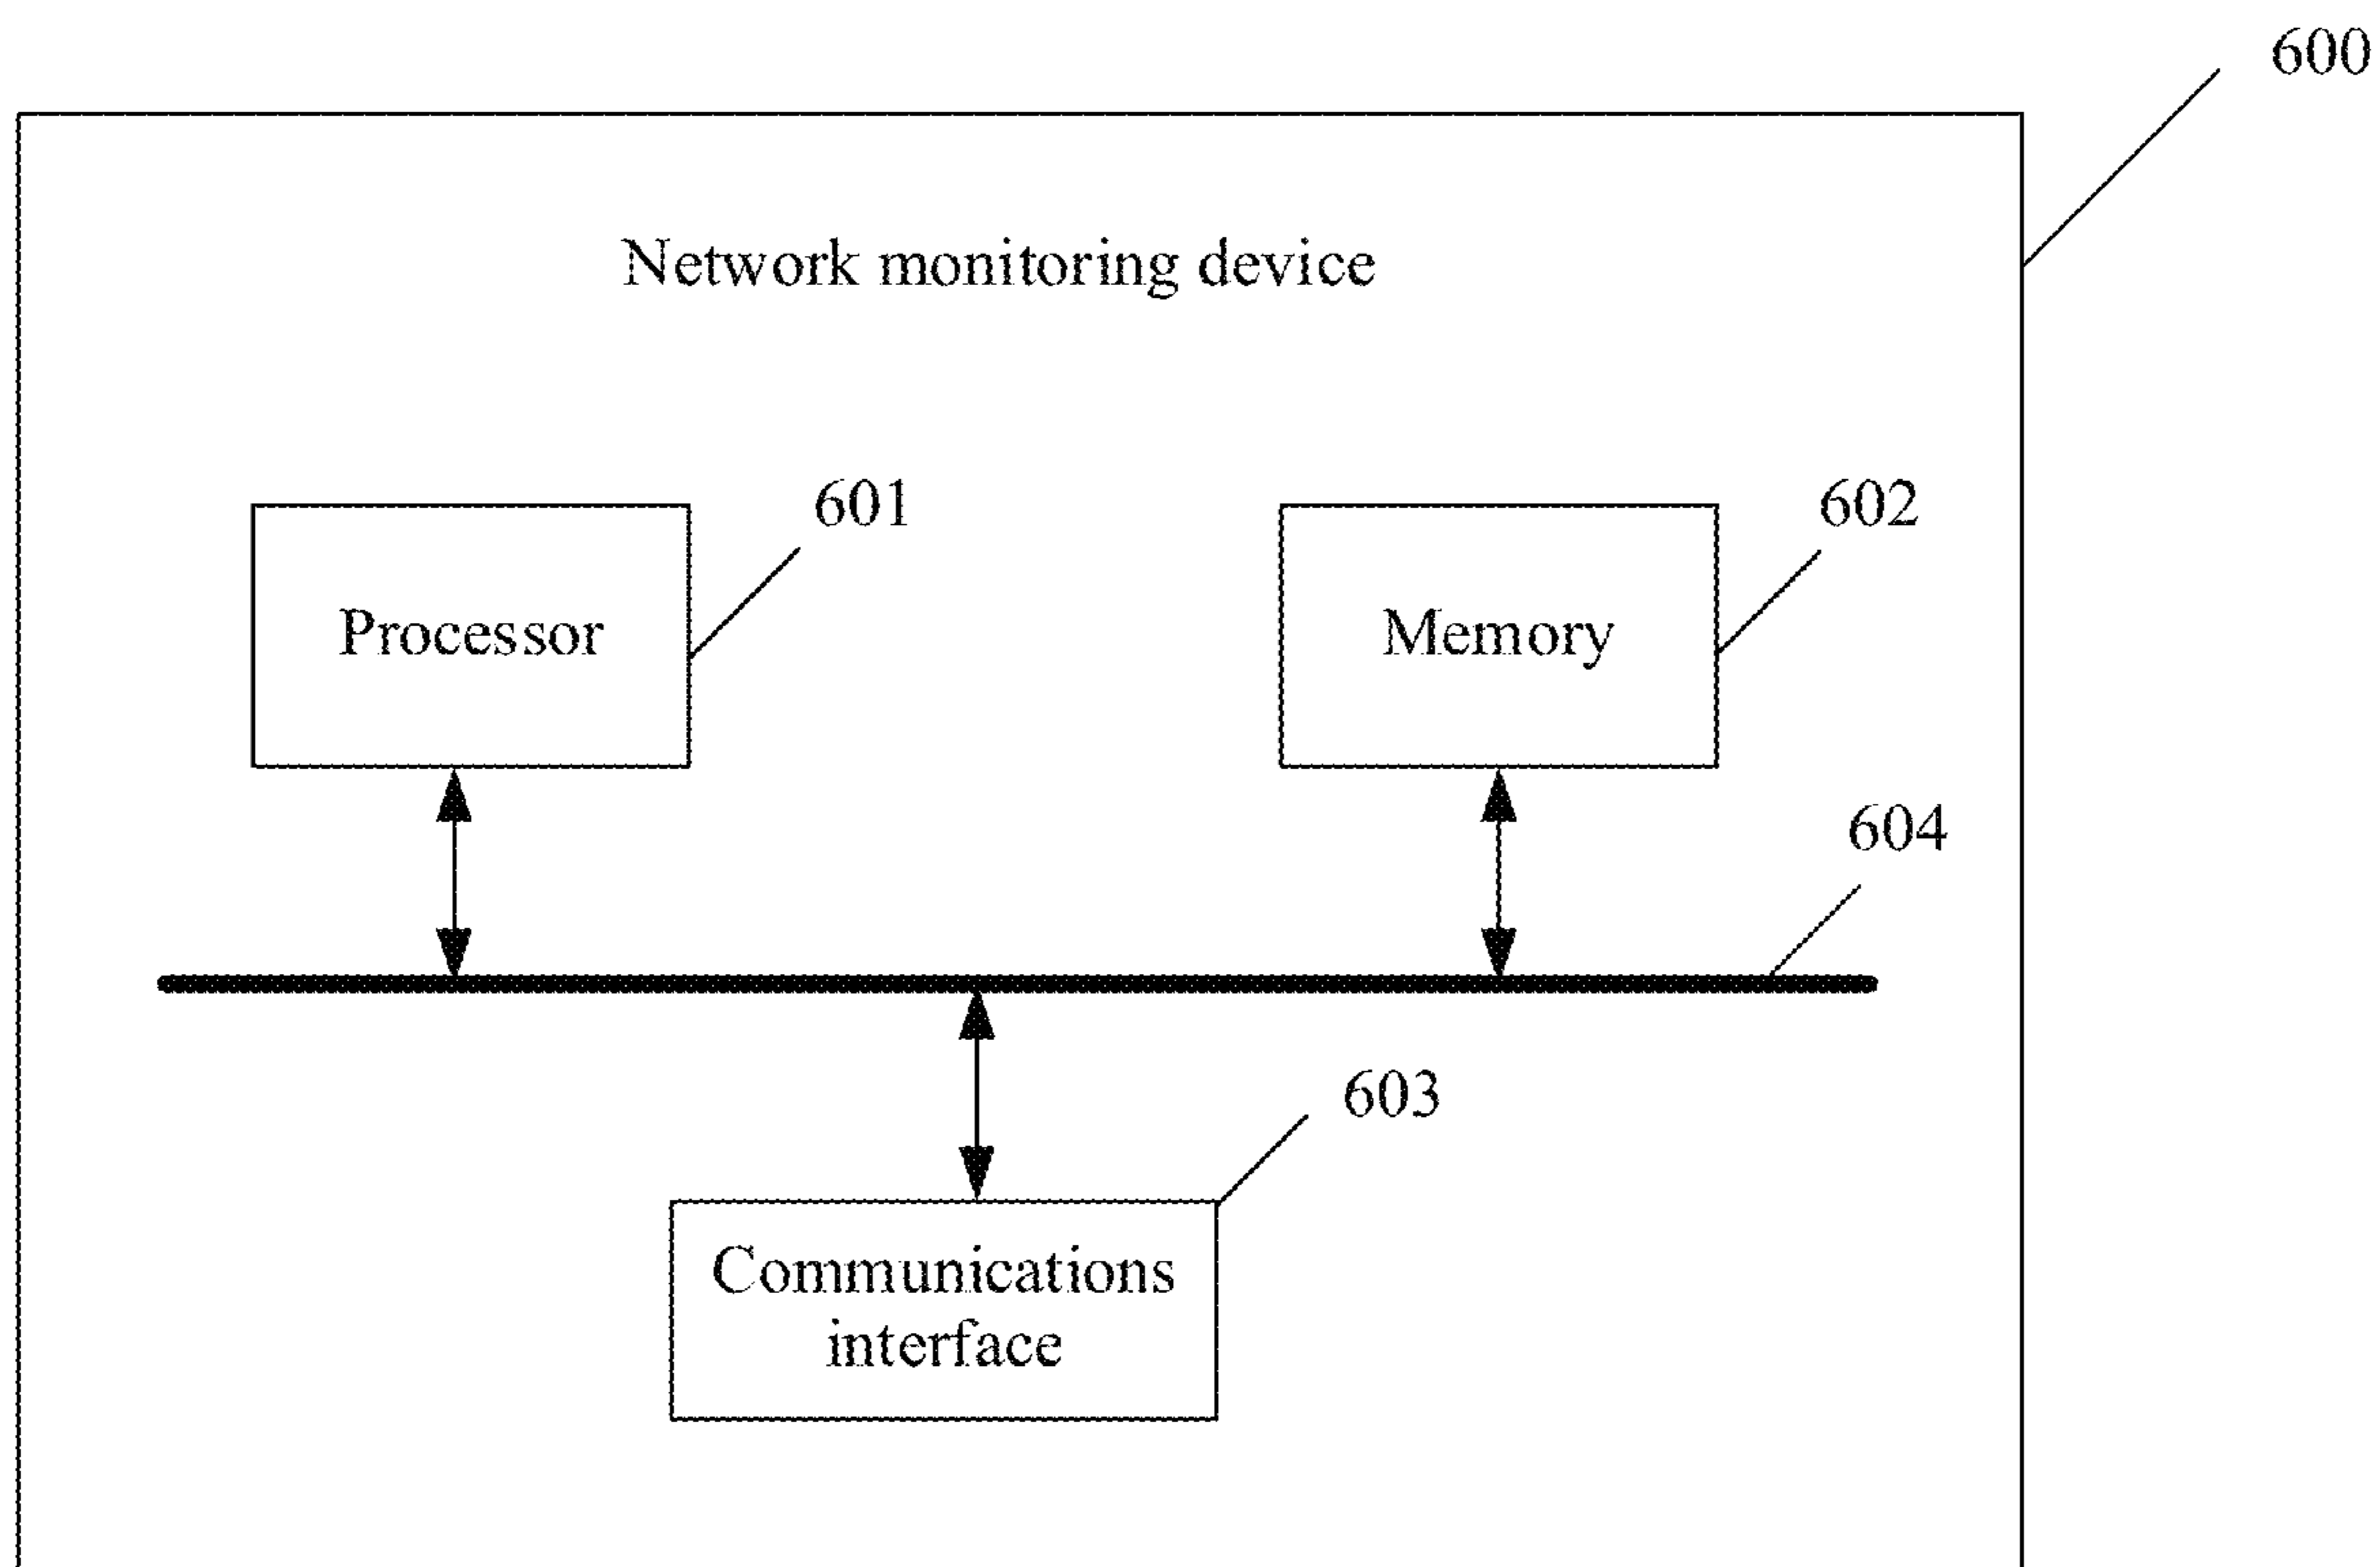 600
Network monitoring device
601
602
Processor
Memory
604
603
Communications
interface